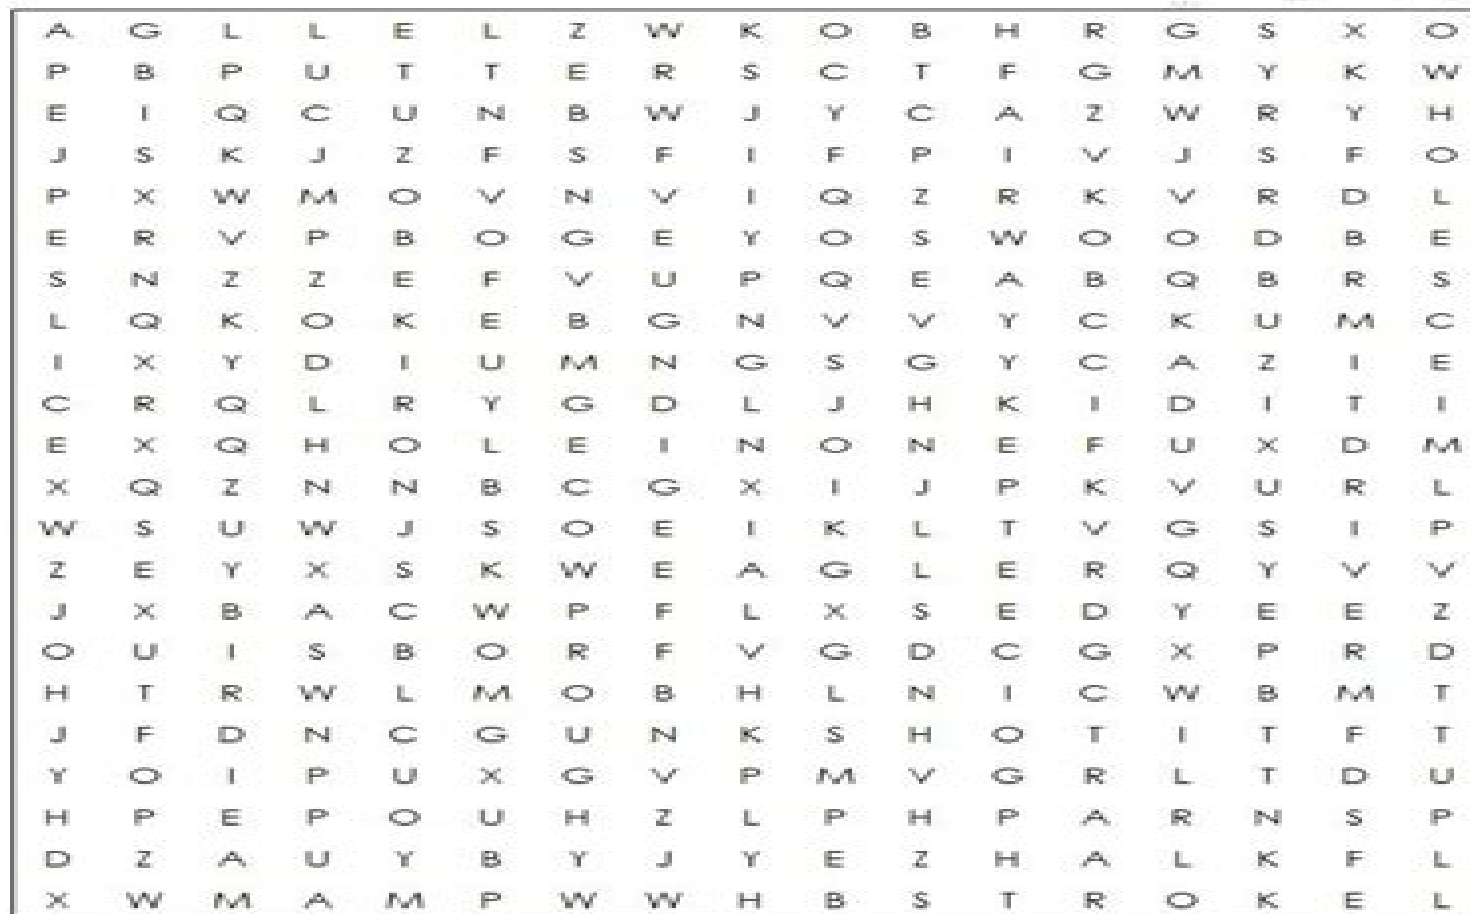 A G L L E L Z W K O B H R G S X O
P B P U T T E R S C T F G M Y K W
E I Q C U N B W J Y C A Z W R Y H
J S K J Z F S F I F P I V J S F O
P X W M O V N V I Q Z R K V R D L
E R V P B O G E Y O S W O O D B E
S N Z Z E F V U P Q E A B Q B R S
L Q K O K E B G N V V Y C K U M C
I X Y D I U M N G S G Y C A Z I E
C R Q L R Y G D L J H K I D I T I
E X Q H O L E I N O N E F U X D M
X Q Z N N B C G X I J P K V U R L
W S U W J S O E I K L T V G S I P
Z E Y X S K W E A G L E R Q Y V V
J X B A C W P F L X S E D Y E E Z
O U I S B O R F V G D C G X P R D
H T R W L M O B H L N I C W B M T
J F D N C G U N K S H O T I T F T
Y O I P U X G V P M V G R L T D U
H P E P O U H Z L P H P A R N S P
D Z A U Y B Y J Y E Z H A L K F L
X W M A M P W W H B S T R O K E L